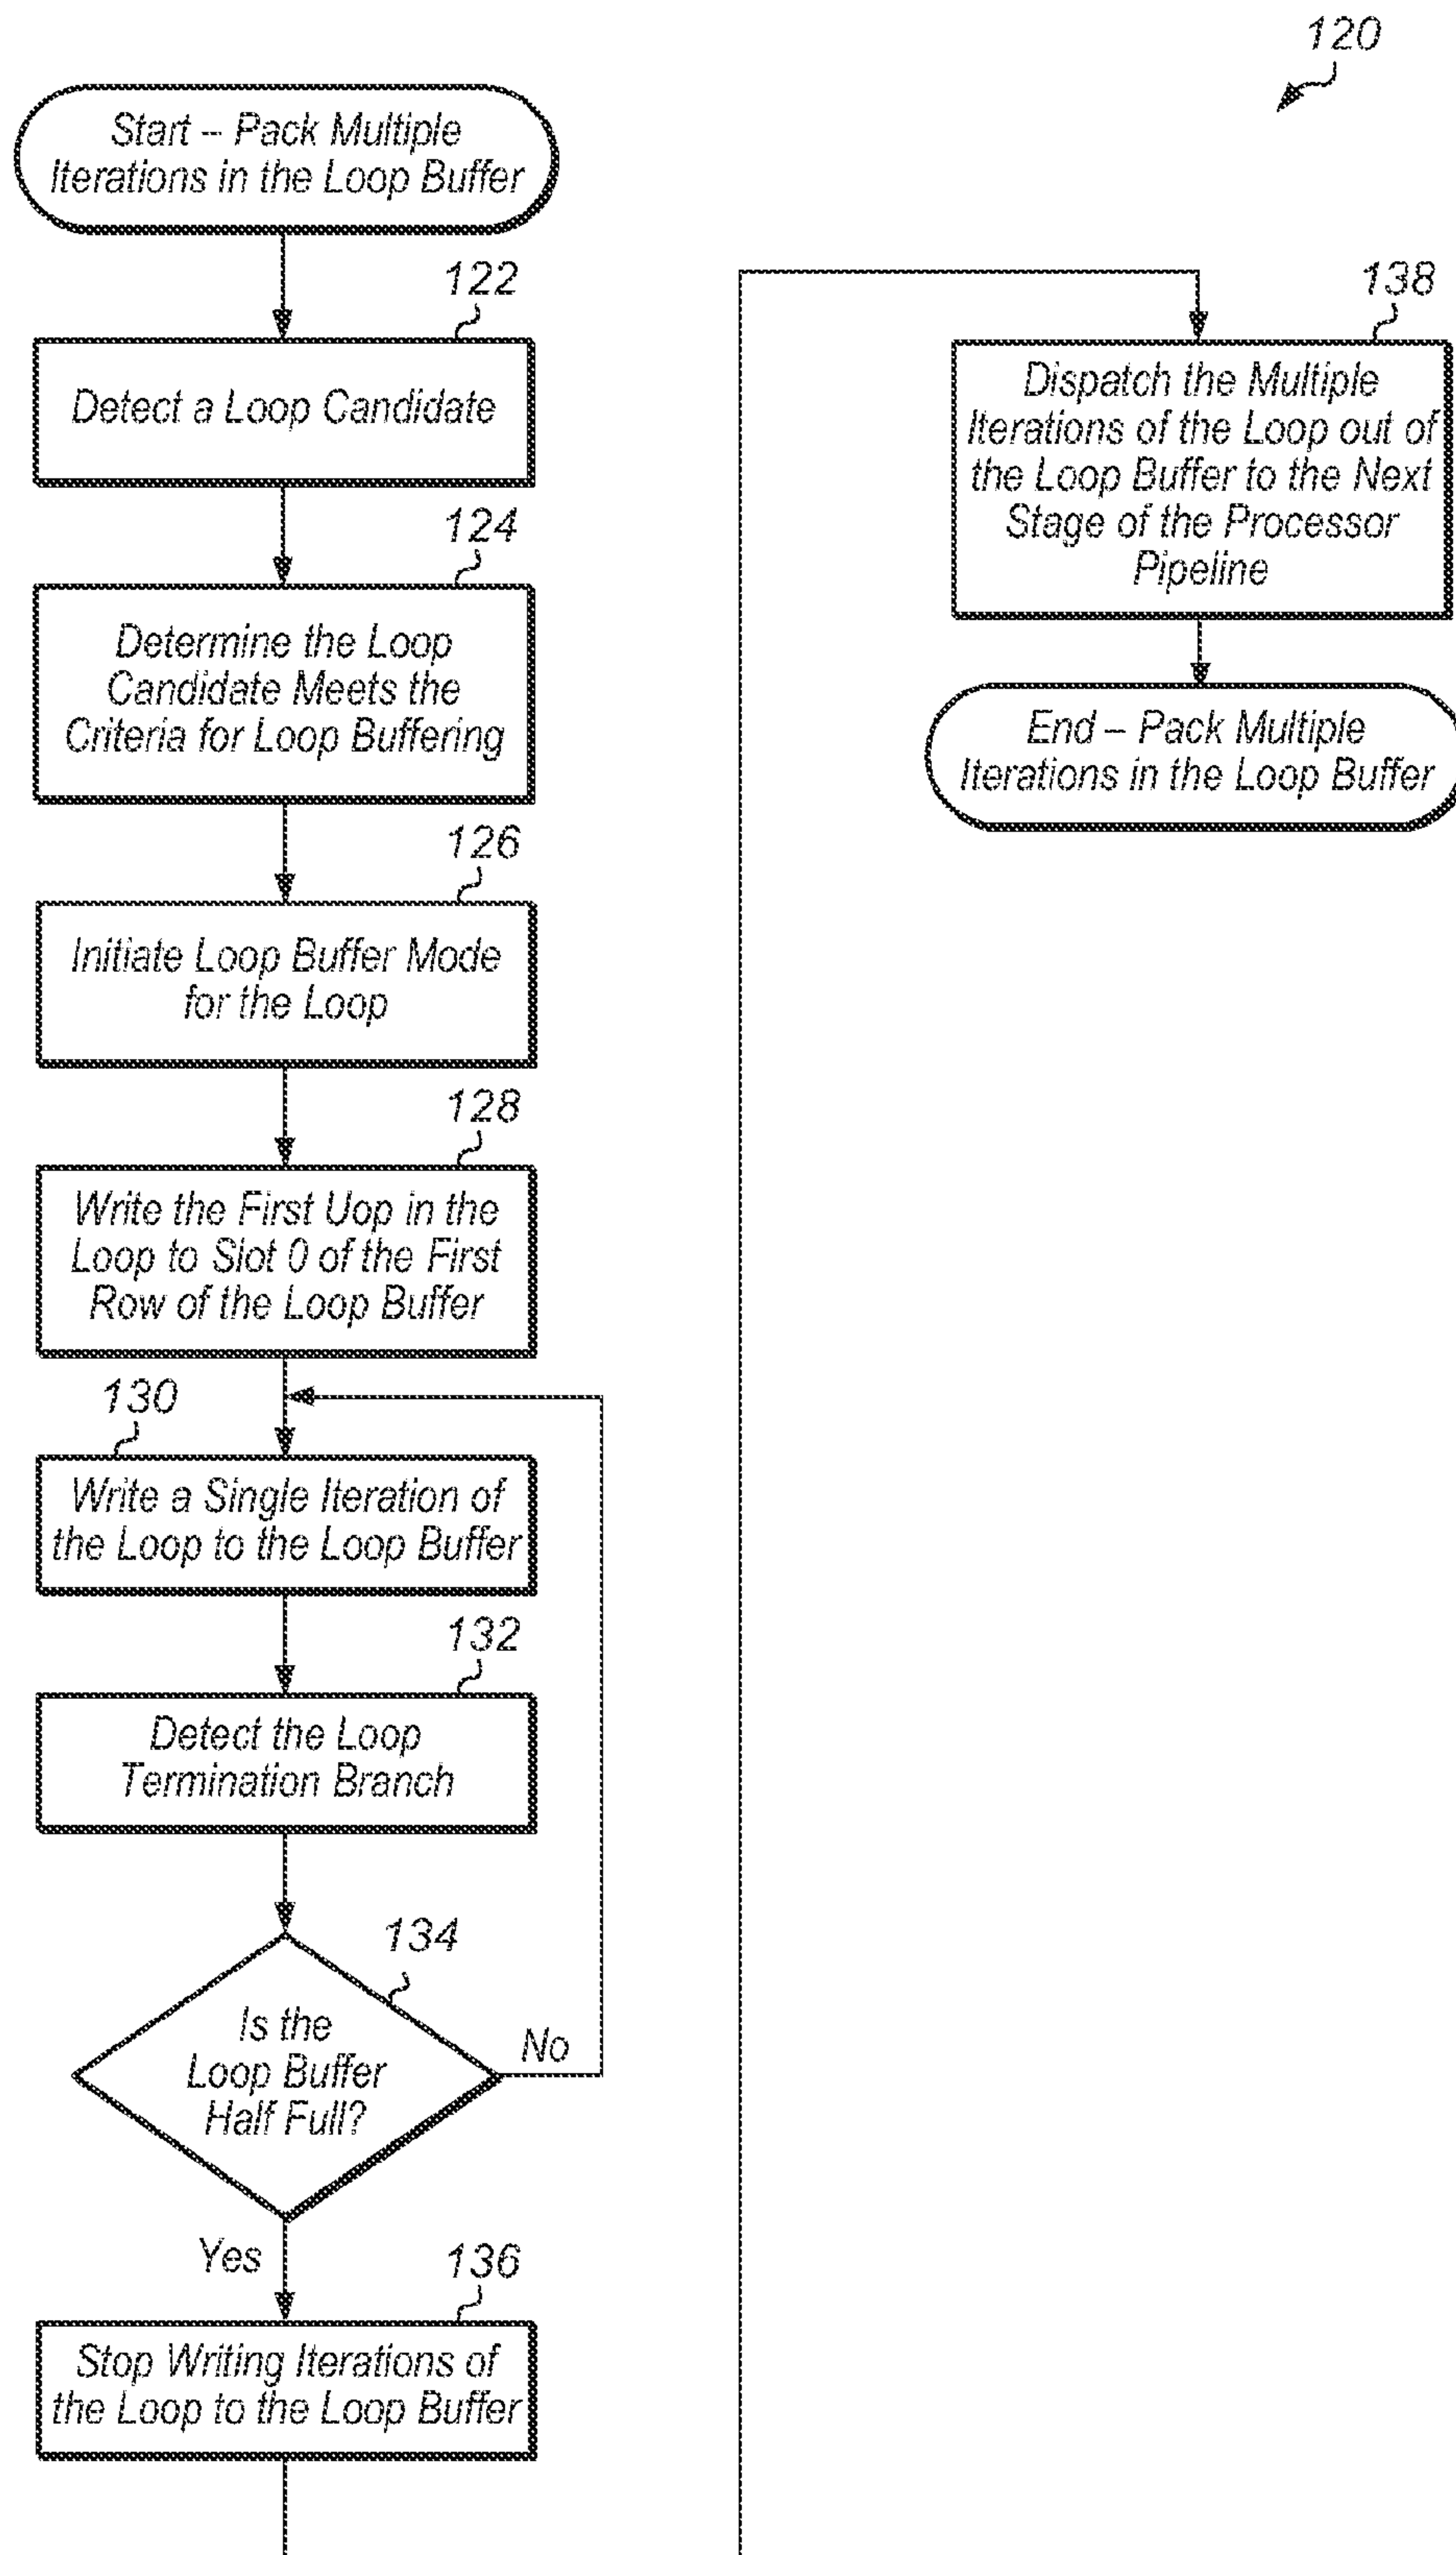 120
Start – Pack Multiple
Iterations in the Loop Buffer
122
Detect a Loop Candidate
124
Determine the Loop
Candidate Meets the
Criteria for Loop Buffering
126
Initiate Loop Buffer Mode
for the Loop
128
Write the First Uop in the
Loop to Slot 0 of the First
Row of the Loop Buffer
130
Write a Single Iteration of
the Loop to the Loop Buffer
132
Detect the Loop
Termination Branch
134
Is the
Loop Buffer
Half Full?
No
Yes
136
Stop Writing Iterations of
the Loop to the Loop Buffer
138
Dispatch the Multiple
Iterations of the Loop out of
the Loop Buffer to the Next
Stage of the Processor
Pipeline
End – Pack Multiple
Iterations in the Loop Buffer